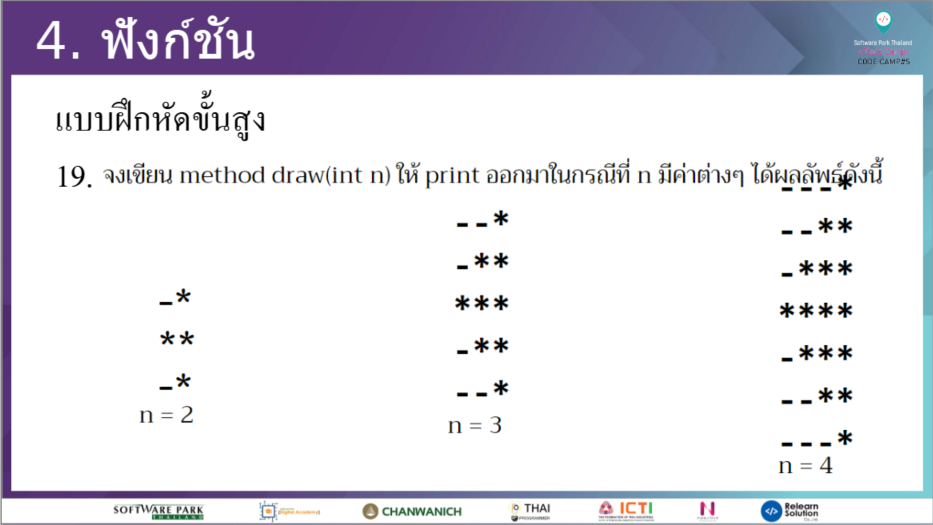 4. ฟังก์ชัน
Software Park Thailand
CODE CAMP#5
แบบฝึกหัดขั้นสูง
19. จงเขียน method draw(int n) ให้ print ออกมาในกรณีที่ n มีค่าต่างๆ ได้ผลลัพธ์ดังนี้
-*
**
-*
n = 2
--*
-**
***
-**
--*
n = 3
---*
--**
-***
****
-***
--**
---*
n = 4
SOFTWARE PARK
THAILAND
Digital Academy
CHANWANICH
THAI
PROGRAMMER
ICTI
Relearn
Solution